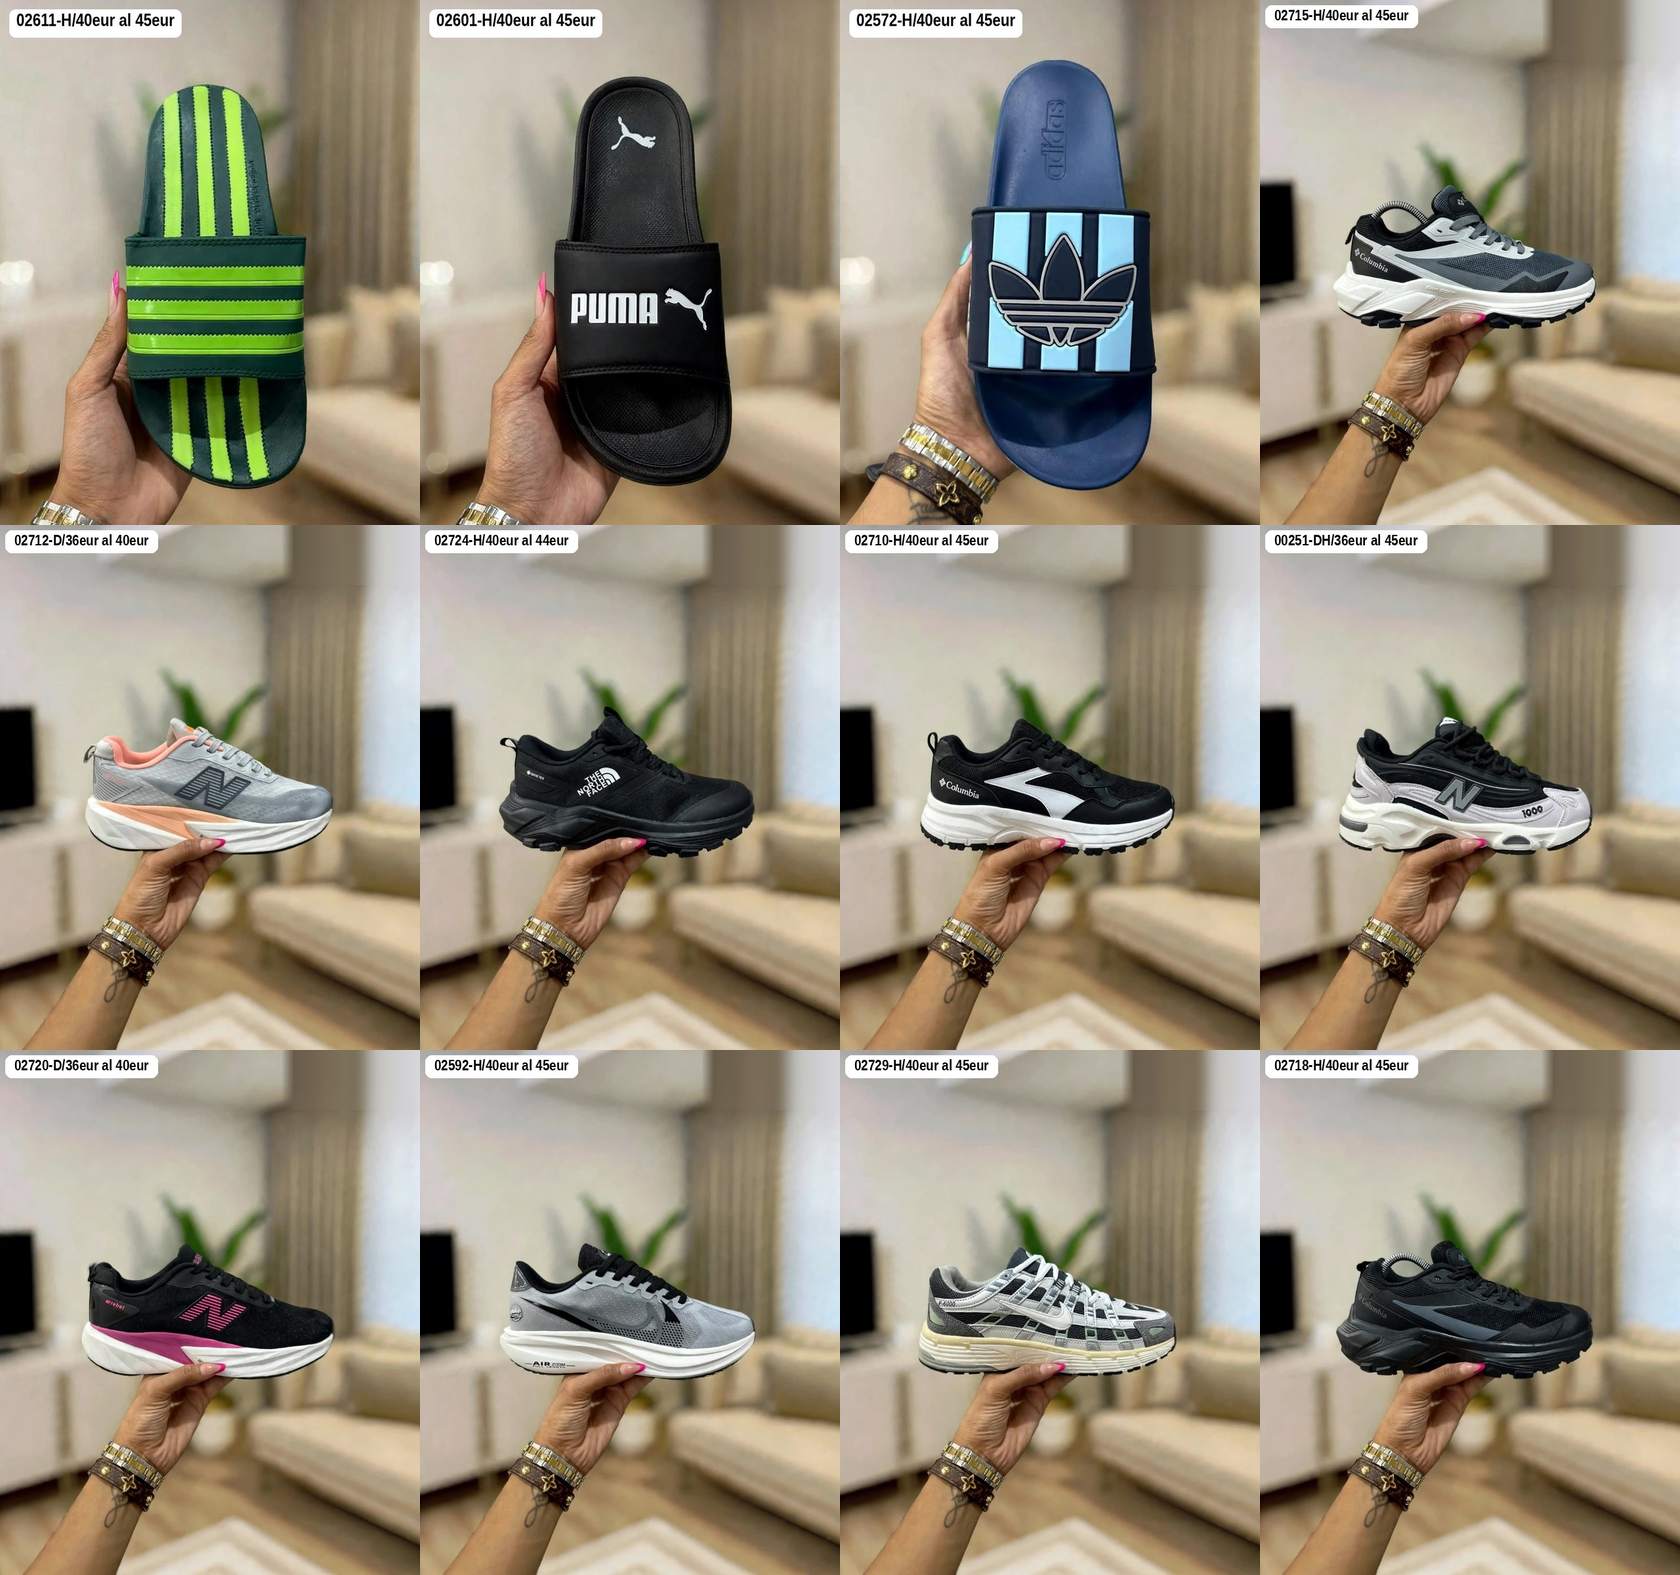 02611-H/40eur al 45eur
02601-H/40eur al 45eur
PUMA
02572-H/40eur al 45eur
adidas
02715-H/40eur al 45eur
Columbia
02712-D/36eur al 40eur
N
02724-H/40eur al 44eur
THE
NORTH
FACE
02710-H/40eur al 45eur
Columbia
00251-DH/36eur al 45eur
N
1000
02720-D/36eur al 40eur
N
02592-H/40eur al 45eur
AIR
02729-H/40eur al 45eur
P-6000
02718-H/40eur al 45eur
Columbia